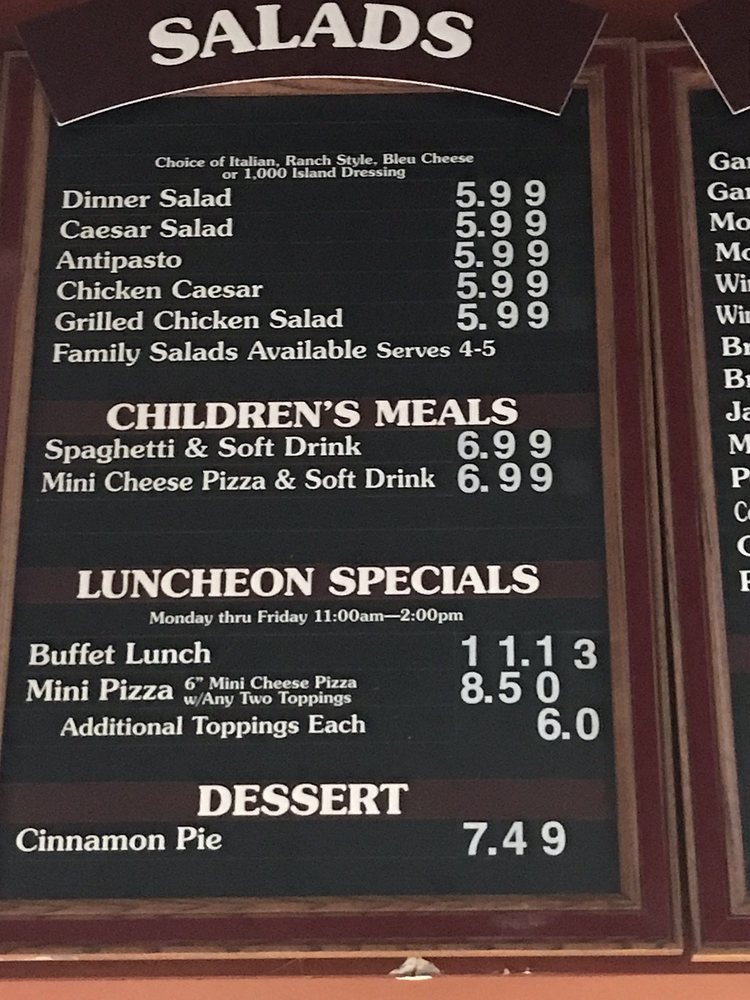 SALADS
Choice of Italian, Ranch Style, Bleu Cheese
or 1,000 Island Dressing
Dinner Salad 5.99
Caesar Salad 5.99
Antipasto 5.99
Chicken Caesar 5.99
Grilled Chicken Salad 5.99
Family Salads Available Serves 4-5
CHILDREN'S MEALS
Spaghetti & Soft Drink 6.99
Mini Cheese Pizza & Soft Drink 6.99
LUNCHEON SPECIALS
Monday thru Friday 11:00am—2:00pm
Buffet Lunch 11.13
Mini Pizza 6" Mini Cheese Pizza 8.50
w/Any Two Toppings
Additional Toppings Each 6.0
DESSERT
Cinnamon Pie 7.49